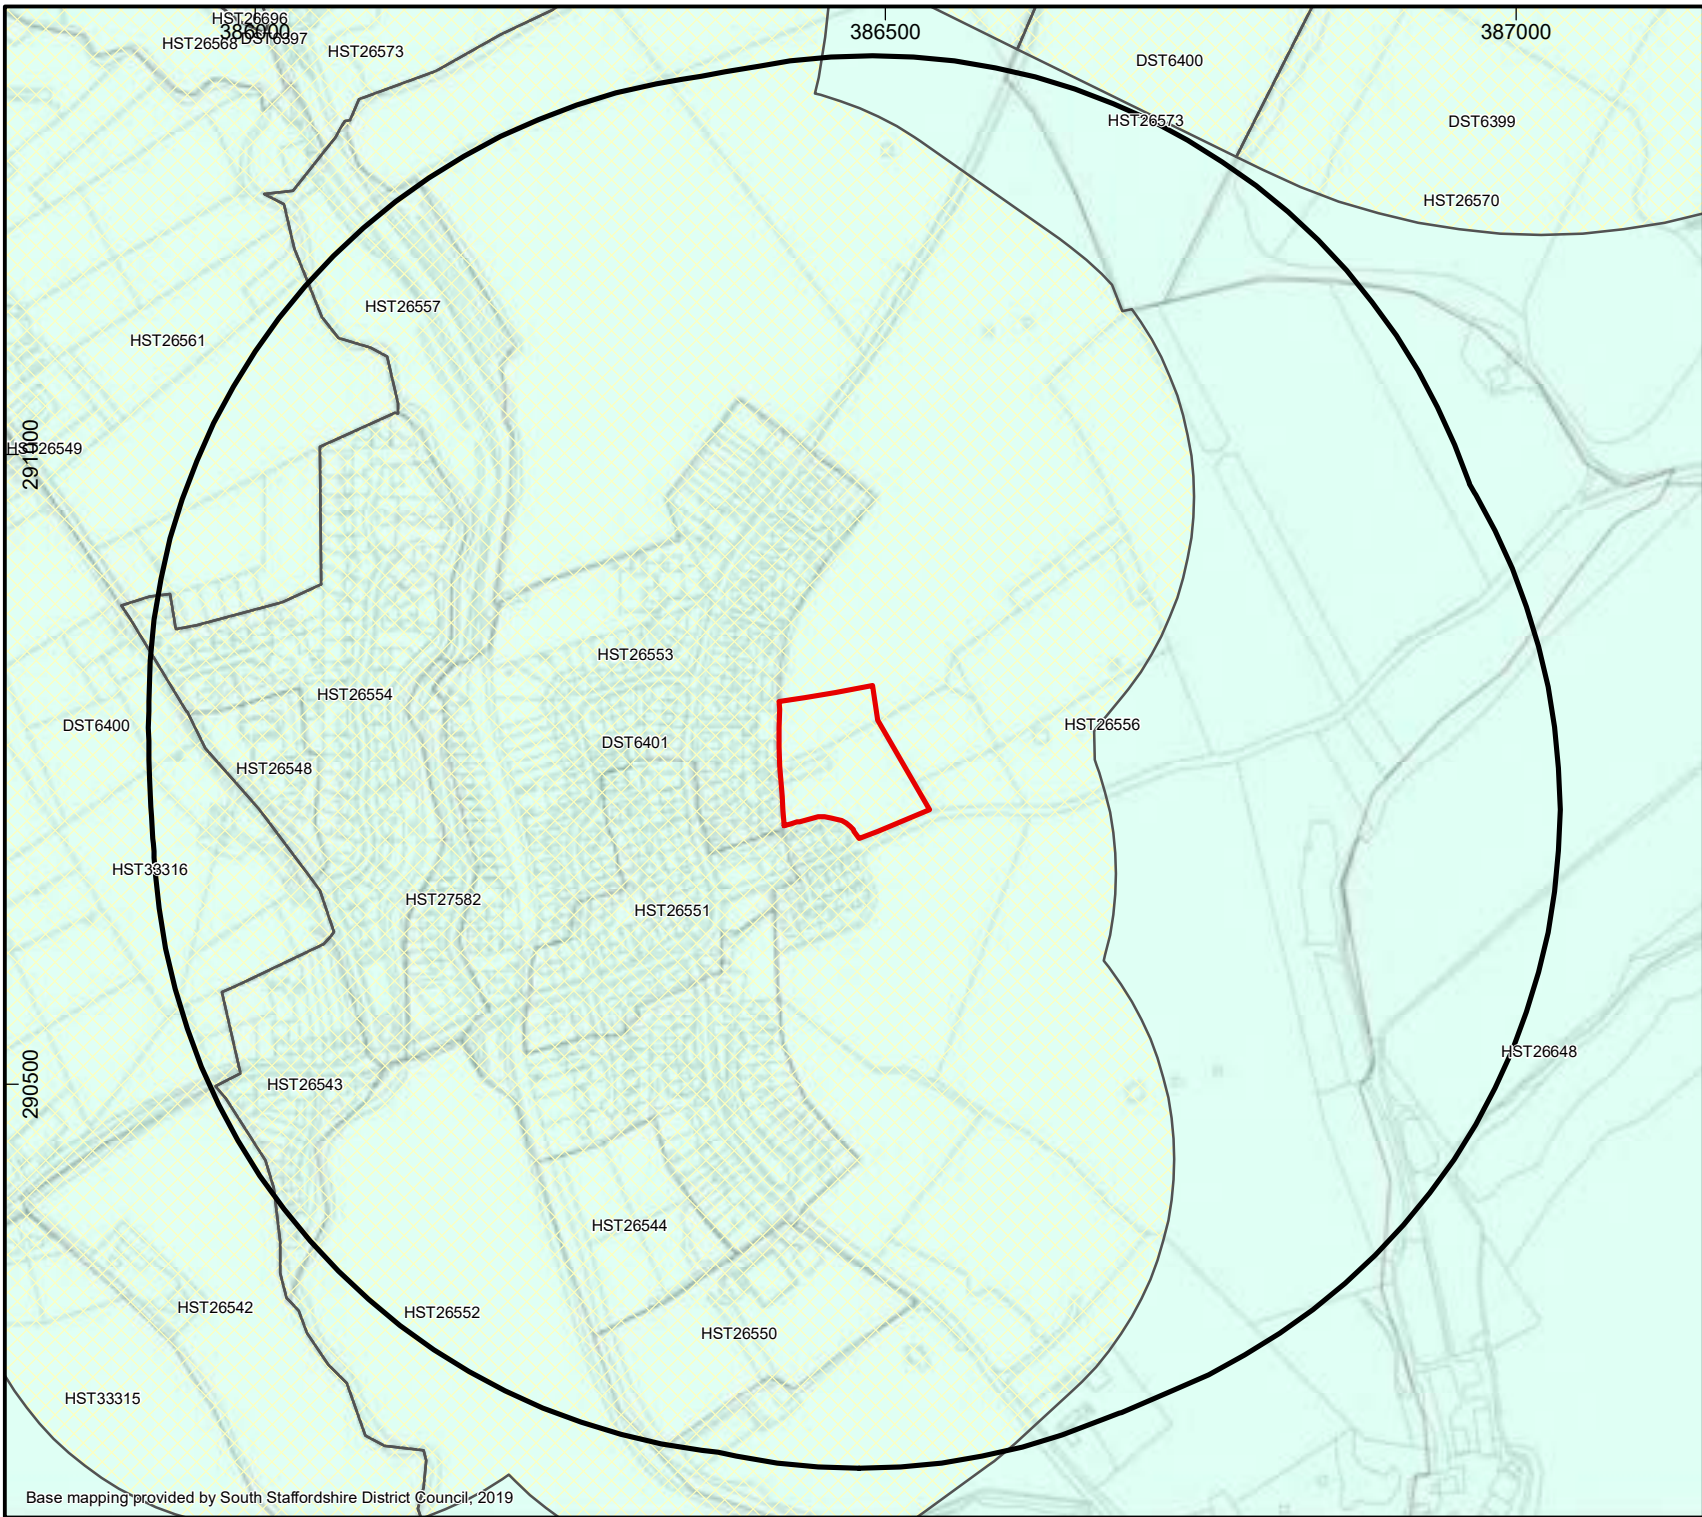 HST26696
386000
386500
387000
HST26568
DST6397
HST26573
DST6400
HST26573
DST6399
HST26570
HST26557
HST26561
HST26549
291000
HST26553
HST26554
DST6400
DST6401
HST26556
HST26548
HST33316
HST27582
HST26551
HST26648
290500
HST26543
HST26544
HST26542
HST26552
HST26550
HST33315
Base mapping provided by South Staffordshire District Council, 2019